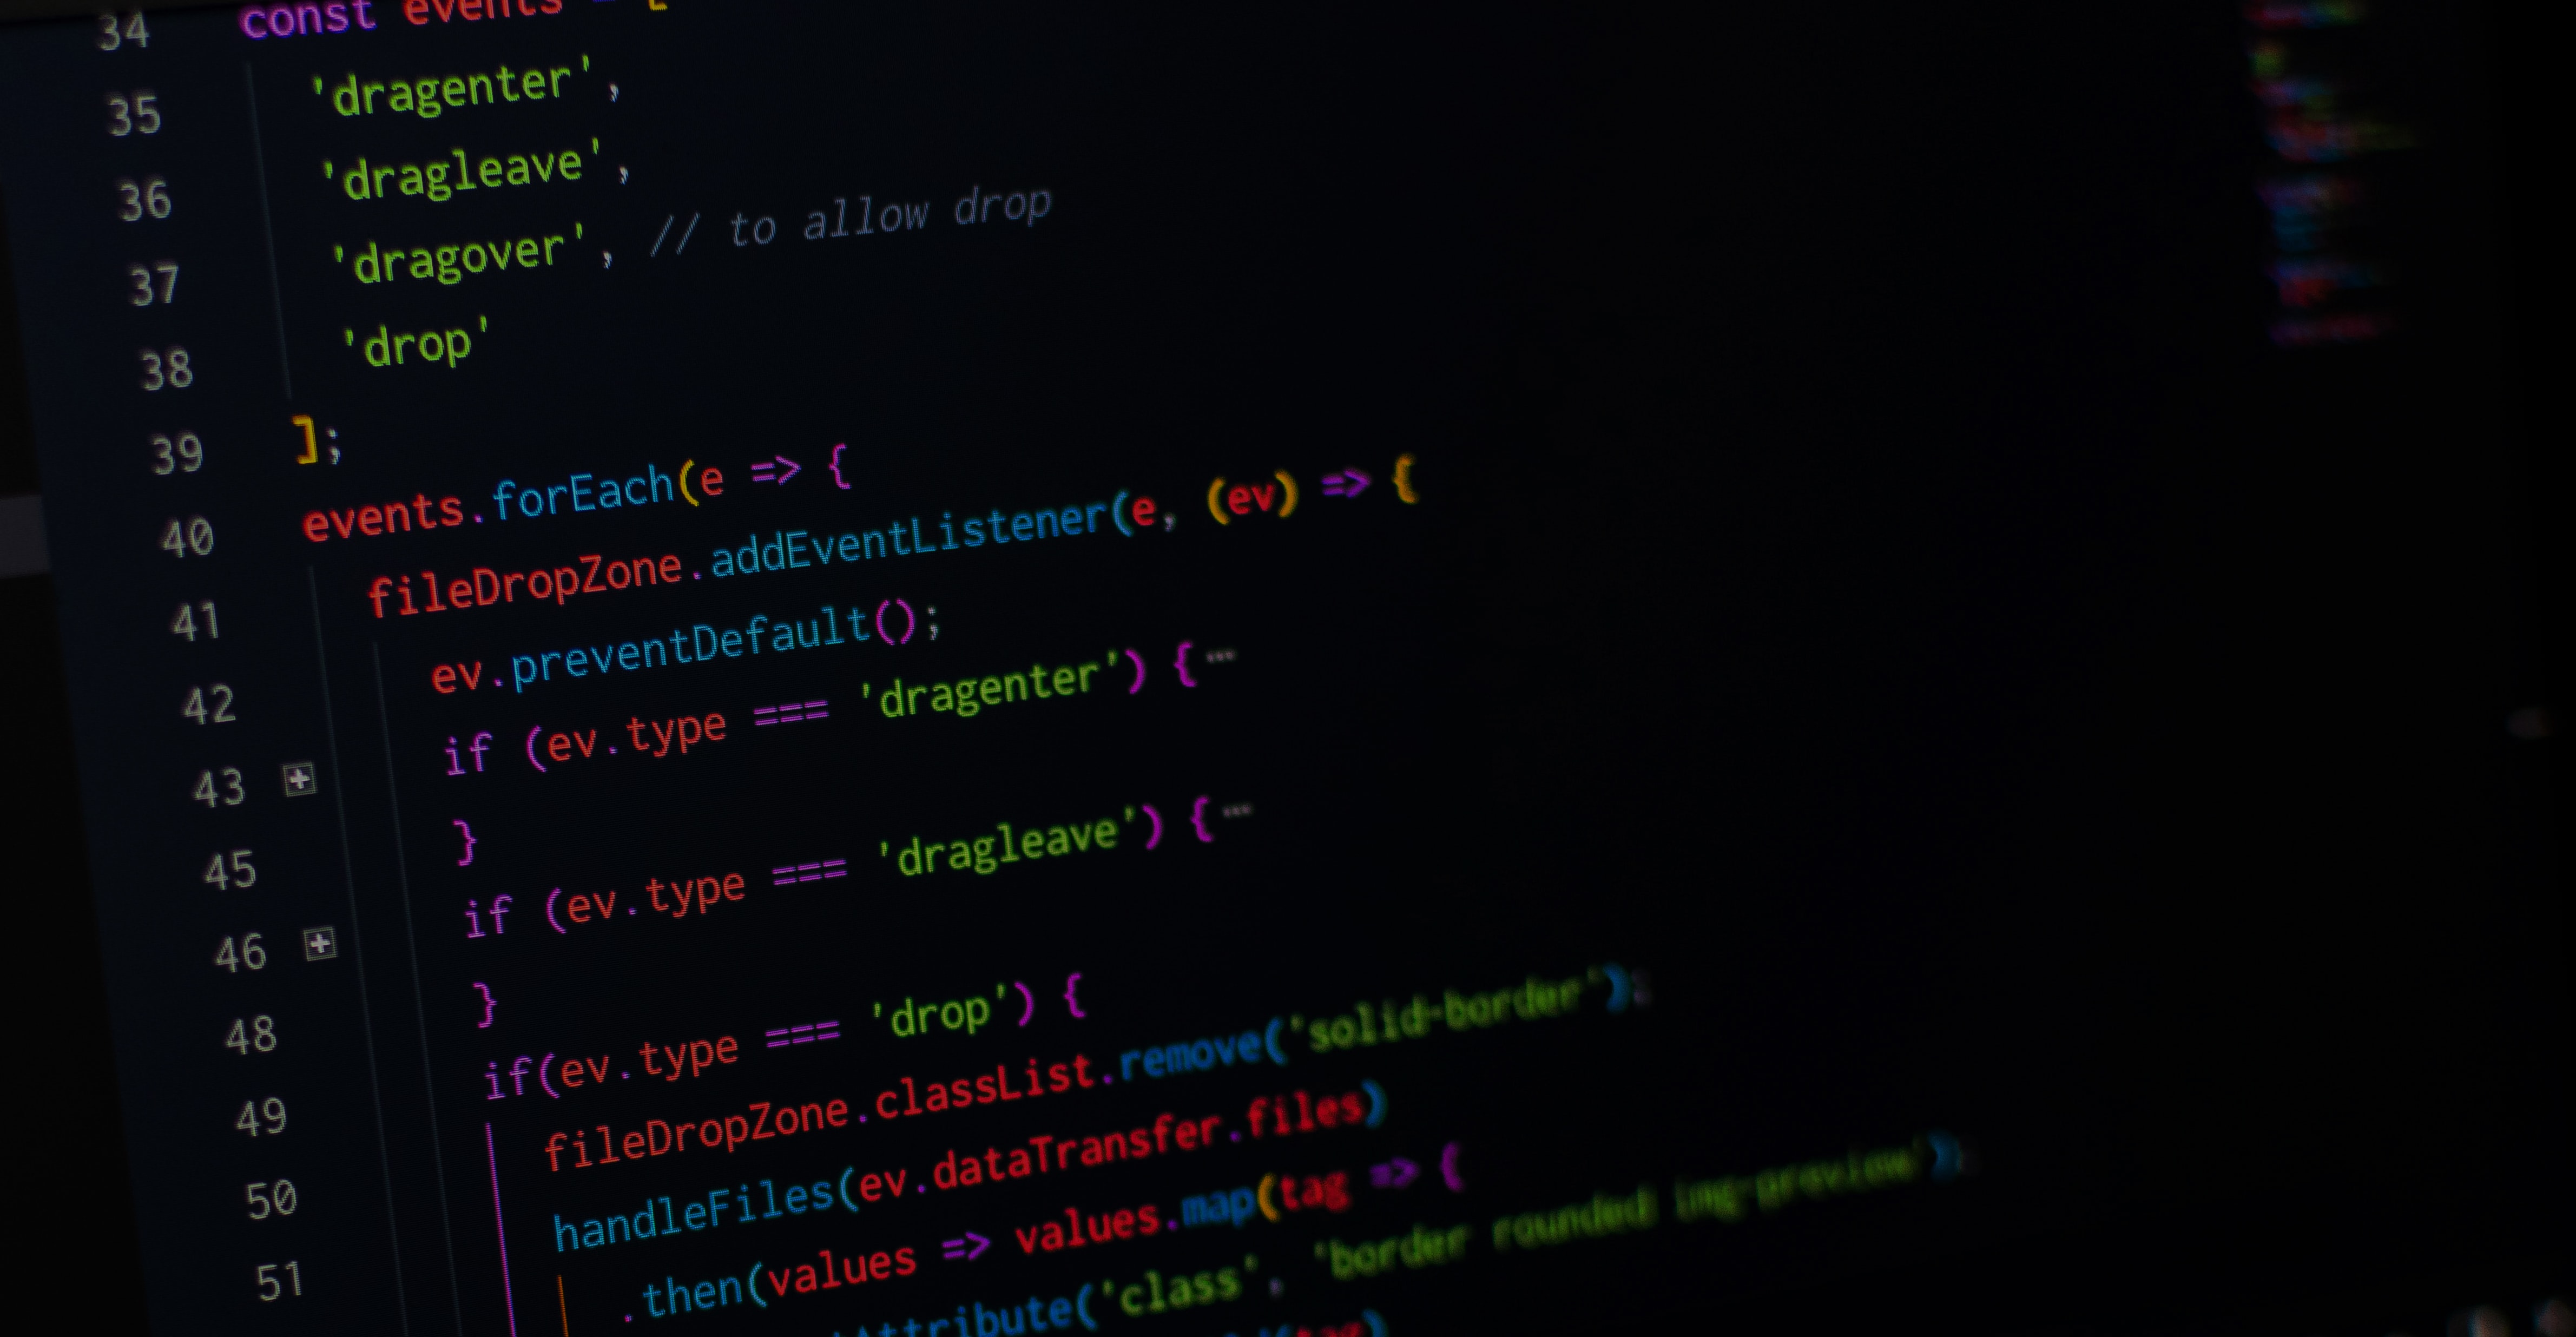 34 const events = [
35 'dragenter',
36 'dragleave',
37 'dragover', // to allow drop
38 'drop'
39 ];
40 events.forEach(e => {
41 fileDropZone.addEventListener(e, (ev) => {
42 ev.preventDefault();
43 if (ev.type === 'dragenter') {…
45 }
46 if (ev.type === 'dragleave') {…
48 }
49 if(ev.type === 'drop') {
50 fileDropZone.classList.remove('solid-border');
51 handleFiles(ev.dataTransfer.files)
.then(values => values.map(tag => {
Attribute('class', 'border rounded img-preview')
(tag)